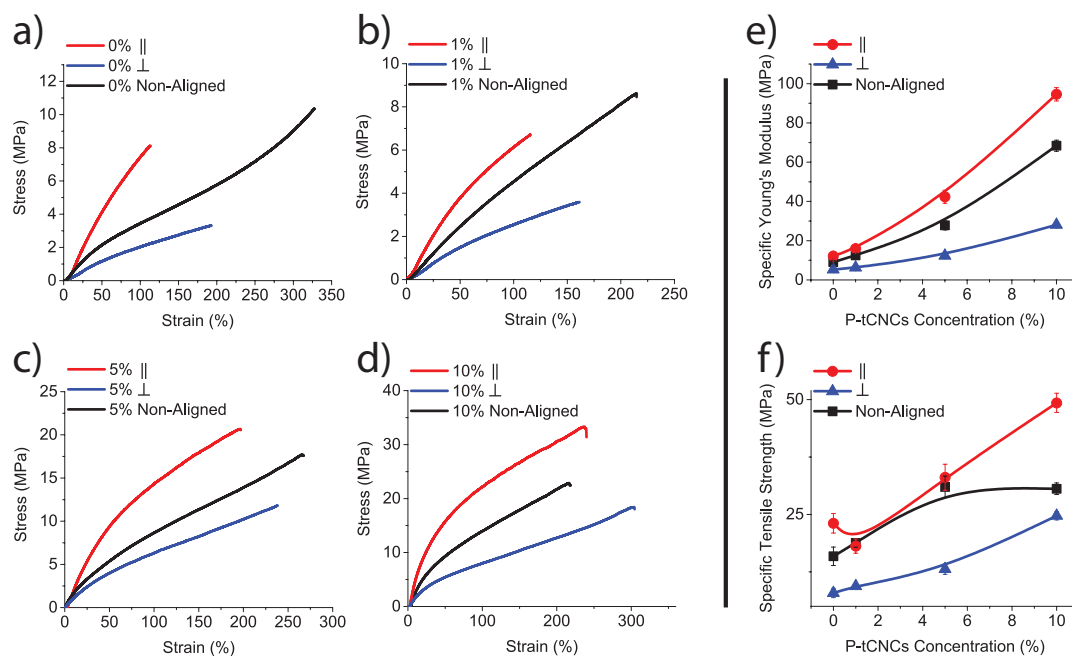 a)
0% ||
0% ⊥
0% Non-Aligned
Stress (MPa)
12
10
8
6
4
2
0
0 50 100 150 200 250 300 350
Strain (%)
b)
1% ||
1% ⊥
1% Non-Aligned
Stress (MPa)
10
8
6
4
2
0
0 50 100 150 200 250
Strain (%)
c)
5% ||
5% ⊥
5% Non-Aligned
Stress (MPa)
25
20
15
10
5
0
0 50 100 150 200 250 300
Strain (%)
d)
10% ||
10% ⊥
10% Non-Aligned
Stress (MPa)
40
30
20
10
0
0 100 200 300
Strain (%)
e)
||
⊥
Non-Aligned
Specific Young's Modulus (MPa)
100
80
60
40
20
0
0 2 4 6 8 10
P-tCNCs Concentration (%)
f)
||
⊥
Non-Aligned
Specific Tensile Strength (MPa)
50
25
0 2 4 6 8 10
P-tCNCs Concentration (%)